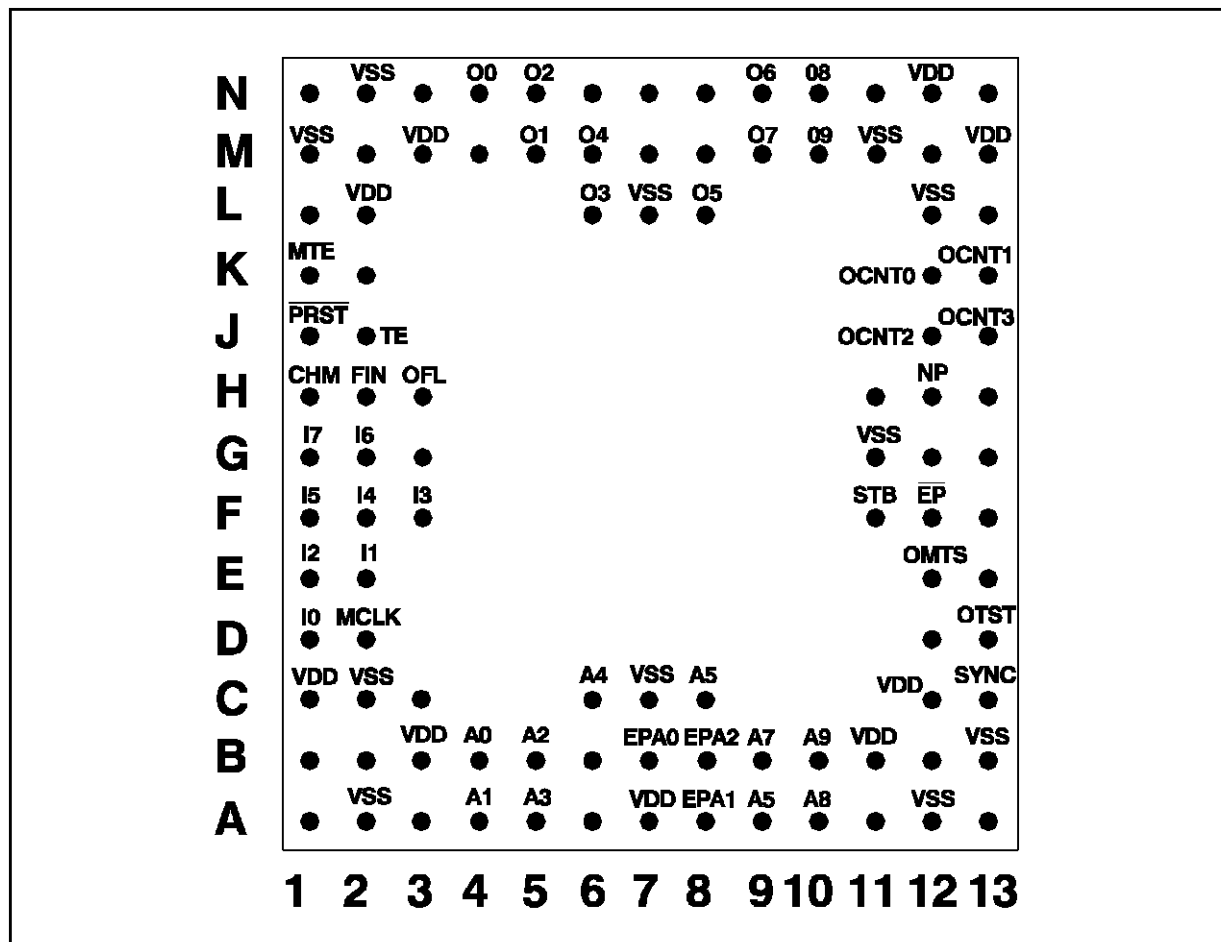 VSS O0 O2 O6 08 VDD
N
VSS VDD O1 O4 O7 09 VSS VDD
M
VDD O3 VSS O5 VSS
L
MTE OCNT1
K OCNT0
PRST OCNT3
J TE OCNT2
CHM FIN OFL NP
H
I7 I6 VSS
G
I5 I4 I3 STB EP
F
I2 I1 OMTS
E
I0 MCLK OTST
D
VDD VSS A4 VSS A5 VDD SYNC
C
VDD A0 A2 EPA0 EPA2 A7 A9 VDD VSS
B
VSS A1 A3 VDD EPA1 A5 A8 VSS
A
1 2 3 4 5 6 7 8 9 10 11 12 13